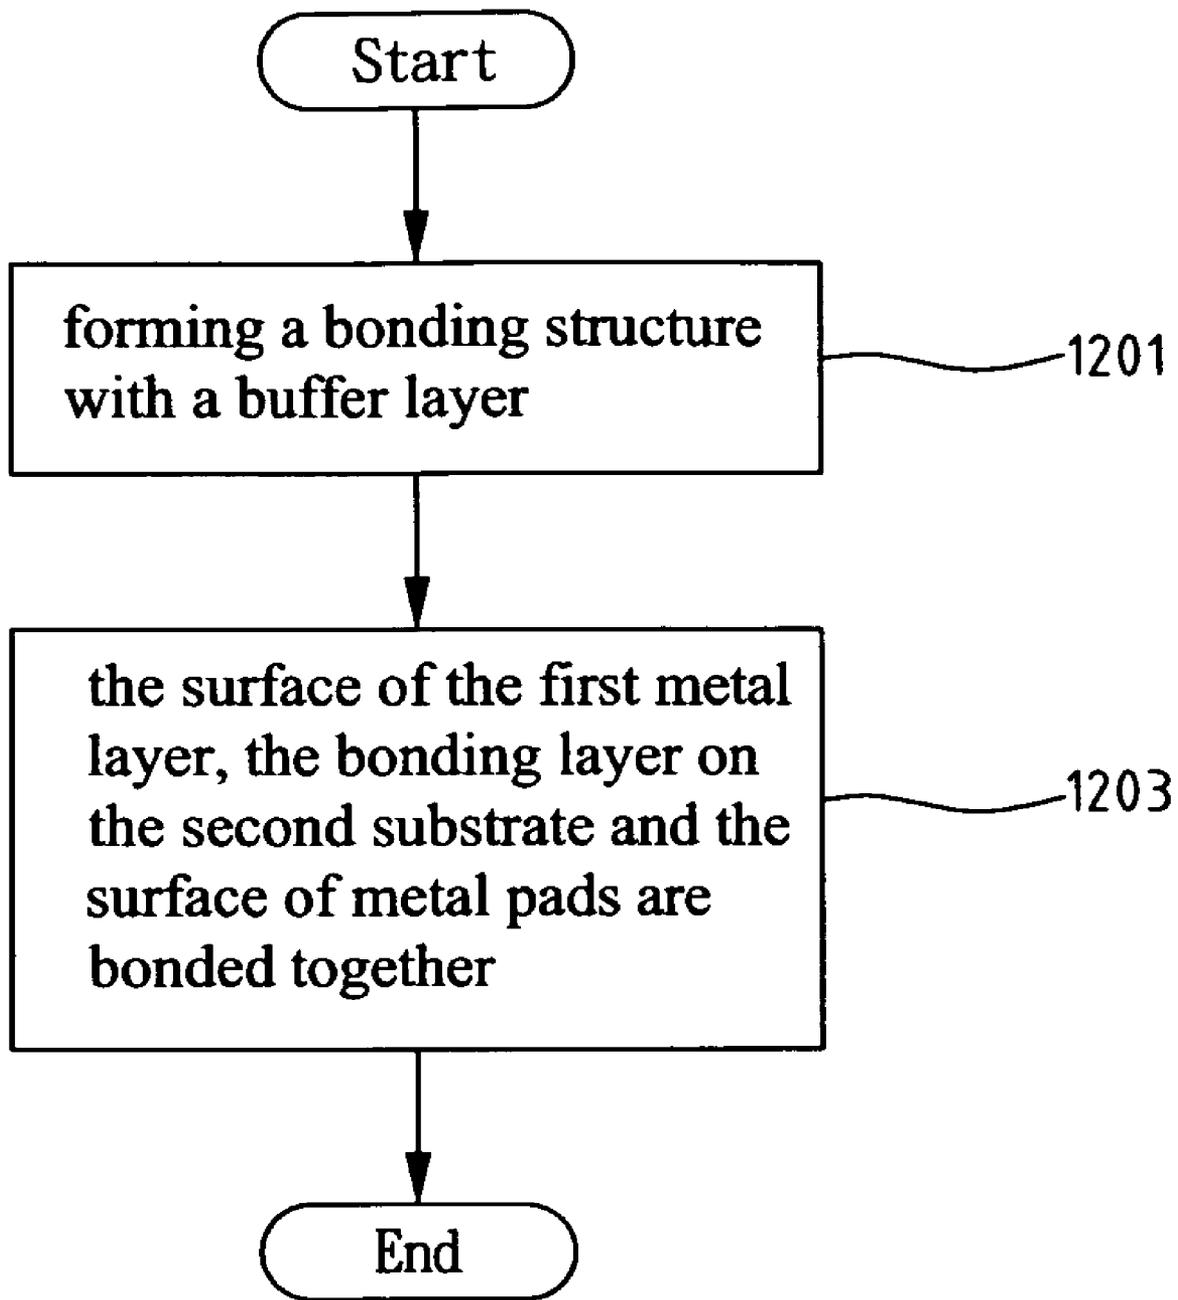 Start
forming a bonding structure
with a buffer layer
1201
the surface of the first metal
layer, the bonding layer on
the second substrate and the
surface of metal pads are
bonded together
1203
End